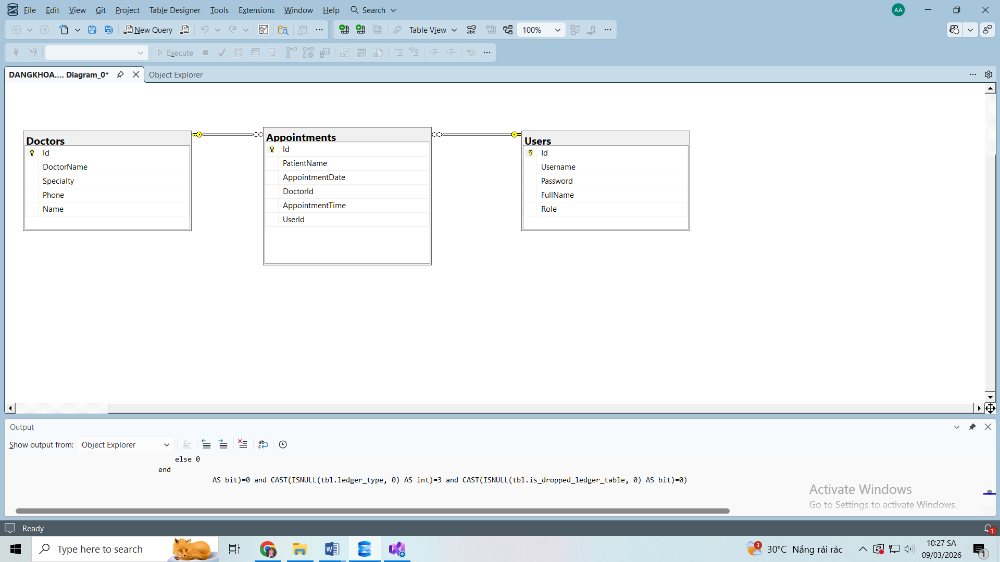 File Edit View Git Project Table Designer Tools Extensions Window Help Search AA
New Query Table View 100%
Execute
DANGKHOA.... Diagram_0* Object Explorer
Doctors
Id
DoctorName
Specialty
Phone
Name
Appointments
Id
PatientName
AppointmentDate
DoctorId
AppointmentTime
UserId
Users
Id
Username
Password
FullName
Role
Output
Show output from: Object Explorer
else 0
end
AS bit)=0 and CAST(ISNULL(tbl.ledger_type, 0) AS int)=3 and CAST(ISNULL(tbl.is_dropped_ledger_table, 0) AS bit)=0)
Activate Windows
Go to Settings to activate Windows.
Ready 1
Type here to search 3 30°C Nắng rải rác 10:27 SA
09/03/2026 1